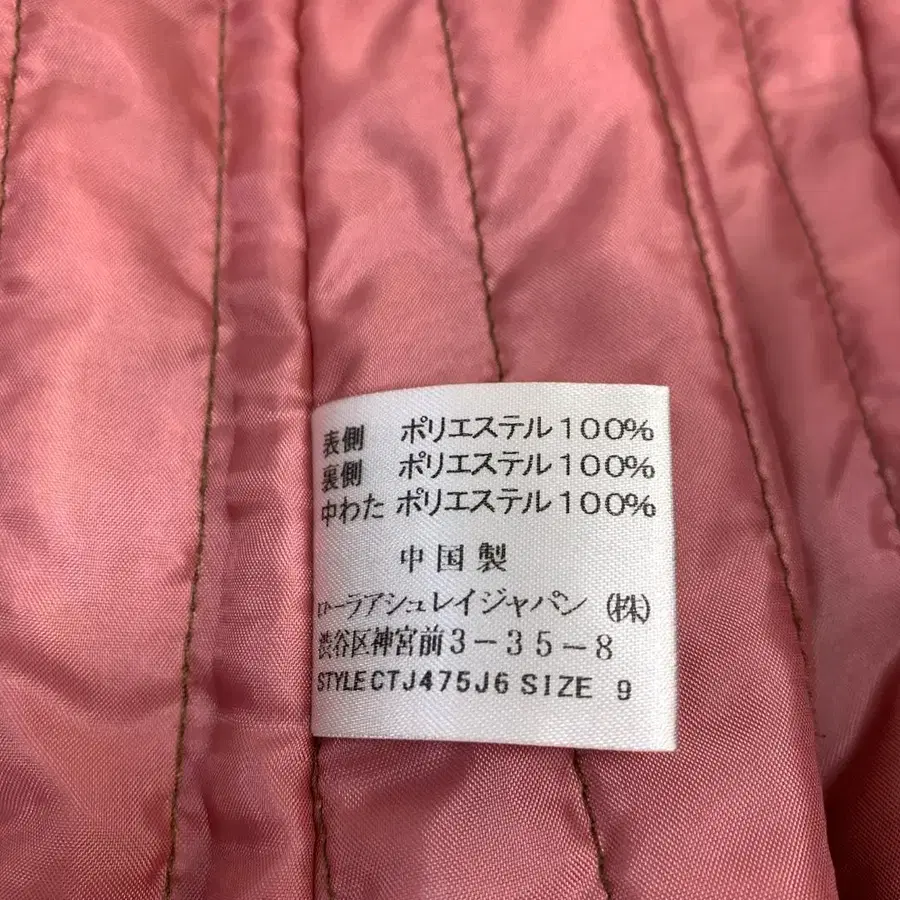 表側 ポリエステル100%
裏側 ポリエステル100%
中わた ポリエステル100%
中国製
ローラアシュレイジャパン(株)
渋谷区神宮前3-35-8
STYLE CTJ475J6 SIZE 9